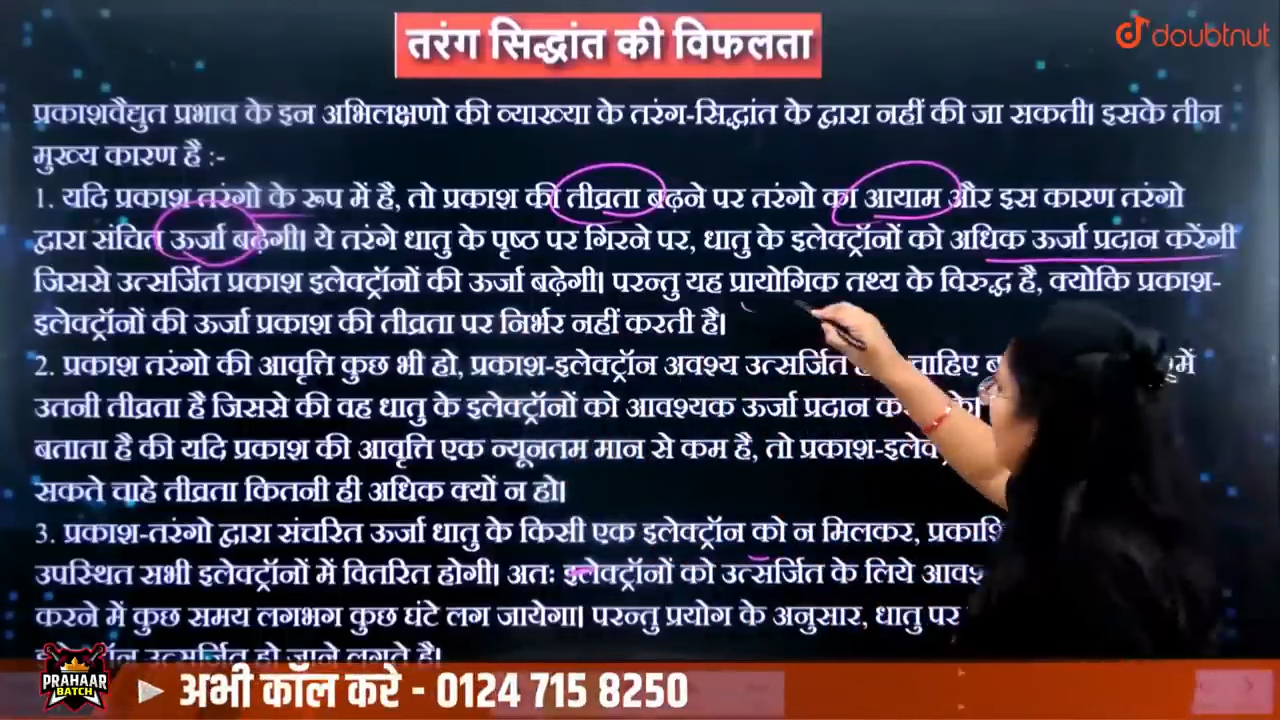 तरंग सिद्धांत की विफलता
doubtnut
प्रकाशवैद्युत प्रभाव के इन अभिलक्षणो की व्याख्या के तरंग-सिद्धांत के द्वारा नहीं की जा सकती। इसके तीन
मुख्य कारण है :-
1. यदि प्रकाश तरंगो के रूप में है, तो प्रकाश की तीव्रता बढ़ने पर तरंगो का आयाम और इस कारण तरंगो
द्वारा संचित ऊर्जा बढ़ेगी। ये तरंगे धातु के पृष्ठ पर गिरने पर, धातु के इलेक्ट्रॉनों को अधिक ऊर्जा प्रदान करेंगी
जिससे उत्सर्जित प्रकाश इलेक्ट्रॉनों की ऊर्जा बढ़ेगी। परन्तु यह प्रायोगिक तथ्य के विरुद्ध है, क्योकि प्रकाश-
इलेक्ट्रॉनों की ऊर्जा प्रकाश की तीव्रता पर निर्भर नहीं करती है।
2. प्रकाश तरंगो की आवृत्ति कुछ भी हो, प्रकाश-इलेक्ट्रॉन अवश्य उत्सर्जित चाहिए में
उतनी तीव्रता है जिससे की वह धातु के इलेक्ट्रॉनों को आवश्यक ऊर्जा प्रदान
बताता है की यदि प्रकाश की आवृत्ति एक न्यूनतम मान से कम है, तो
सकते चाहे तीव्रता कितनी ही अधिक क्यों न हो।
3. प्रकाश-तरंगो द्वारा संचरित ऊर्जा धातु के किसी एक इलेक्ट्रॉन को न मिलकर,
उपस्थित सभी इलेक्ट्रॉनों में वितरित होगी। अतः इलेक्ट्रॉनों को उत्सर्जित के लिये
करने में कुछ समय लगभग कुछ घंटे लग जायेगा। परन्तु प्रयोग के अनुसार, धातु पर
उत्सर्जित हो जाने लगते है।
PRAHAAR
BATCH
अभी कॉल करे - 0124 715 8250